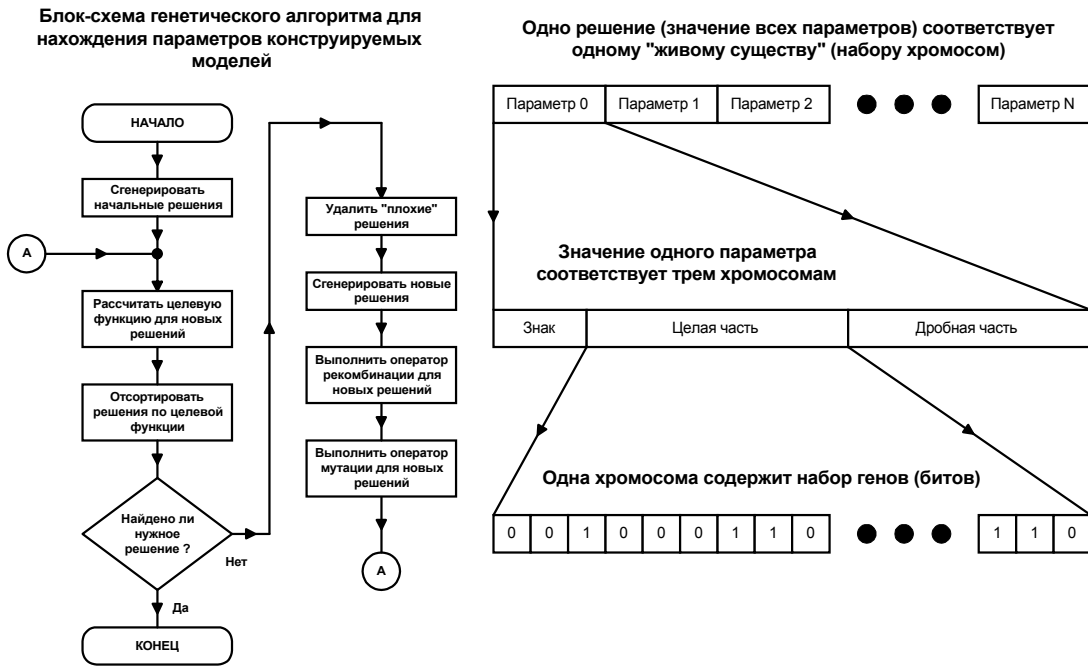 Блок-схема генетического алгоритма для
нахождения параметров конструируемых
моделей
НАЧАЛО
Сгенерировать
начальные решения
А
Рассчитать целевую
функцию для новых
решений
Отсортировать
решения по целевой
функции
Найдено ли
нужное
решение ?
Нет
Да
КОНЕЦ
Удалить "плохие"
решения
Сгенерировать новые
решения
Выполнить оператор
рекомбинации для
новых решений
Выполнить оператор
мутации для новых
решений
А
Одно решение (значение всех параметров) соответствует
одному "живому существу" (набору хромосом)
Параметр 0 Параметр 1 Параметр 2 Параметр N
Значение одного параметра
соответствует трем хромосомам
Знак Целая часть Дробная часть
Одна хромосома содержит набор генов (битов)
0 0 1 0 0 0 1 1 0 1 1 0